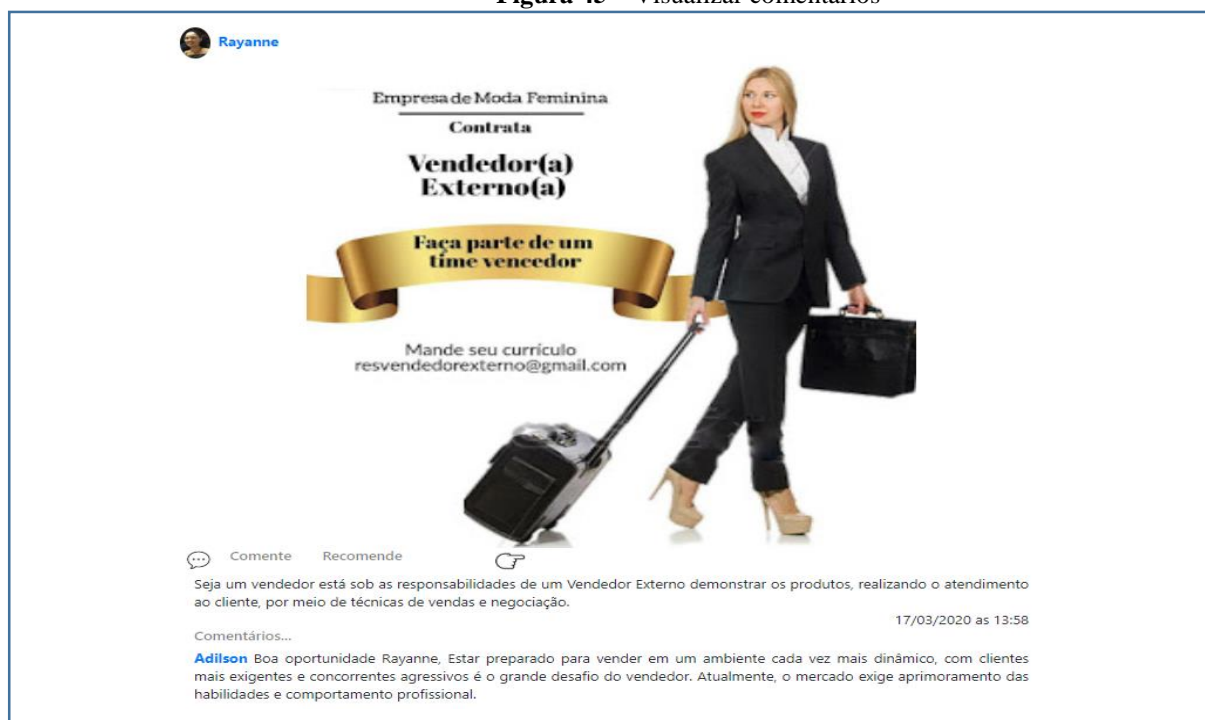 Figura 45 – Visualizar comentários
Rayanne
Empresa de Moda Feminina
Contrata
Vendedor(a)
Externo(a)
Faça parte de um
time vencedor
Mande seu currículo
resvendedorexterno@gmail.com
Comente Recomende
Seja um vendedor está sob as responsabilidades de um Vendedor Externo demonstrar os produtos, realizando o atendimento
ao cliente, por meio de técnicas de vendas e negociação.
17/03/2020 as 13:58
Comentários...
Adilson Boa oportunidade Rayanne, Estar preparado para vender em um ambiente cada vez mais dinâmico, com clientes
mais exigentes e concorrentes agressivos é o grande desafio do vendedor. Atualmente, o mercado exige aprimoramento das
habilidades e comportamento profissional.